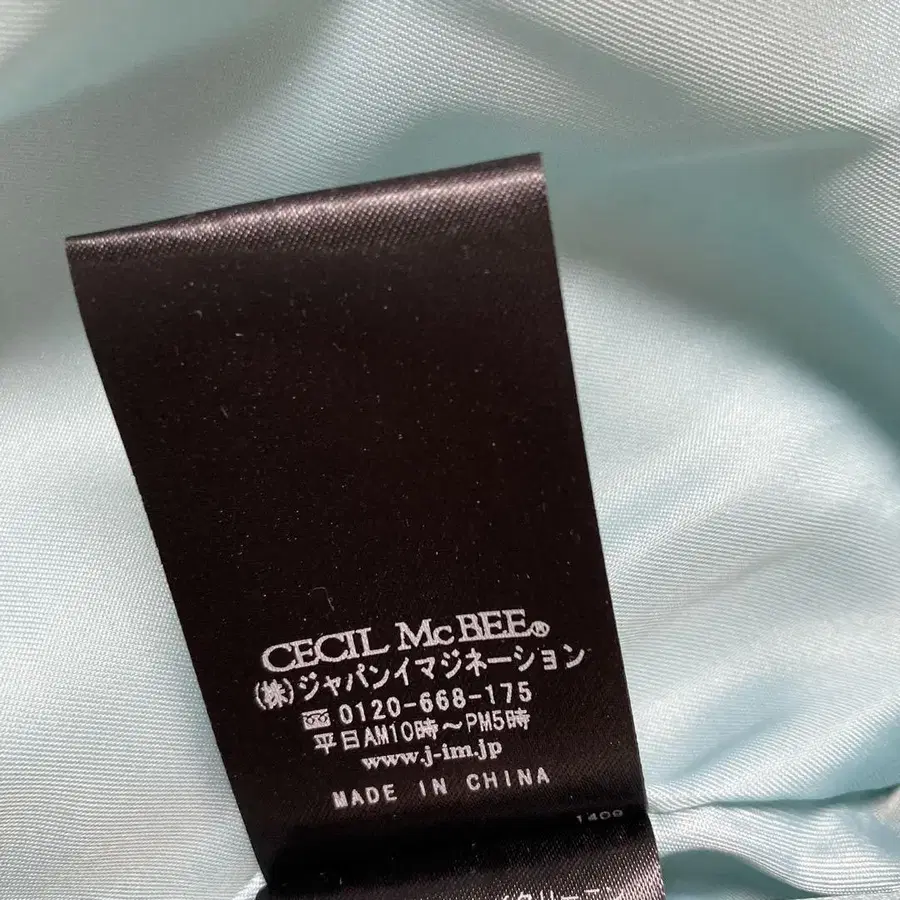 CECIL McBEE®
(株)ジャパンイマジネーション
0120-668-175
平日AM10時～PM5時
www.j-im.jp
MADE IN CHINA
1409